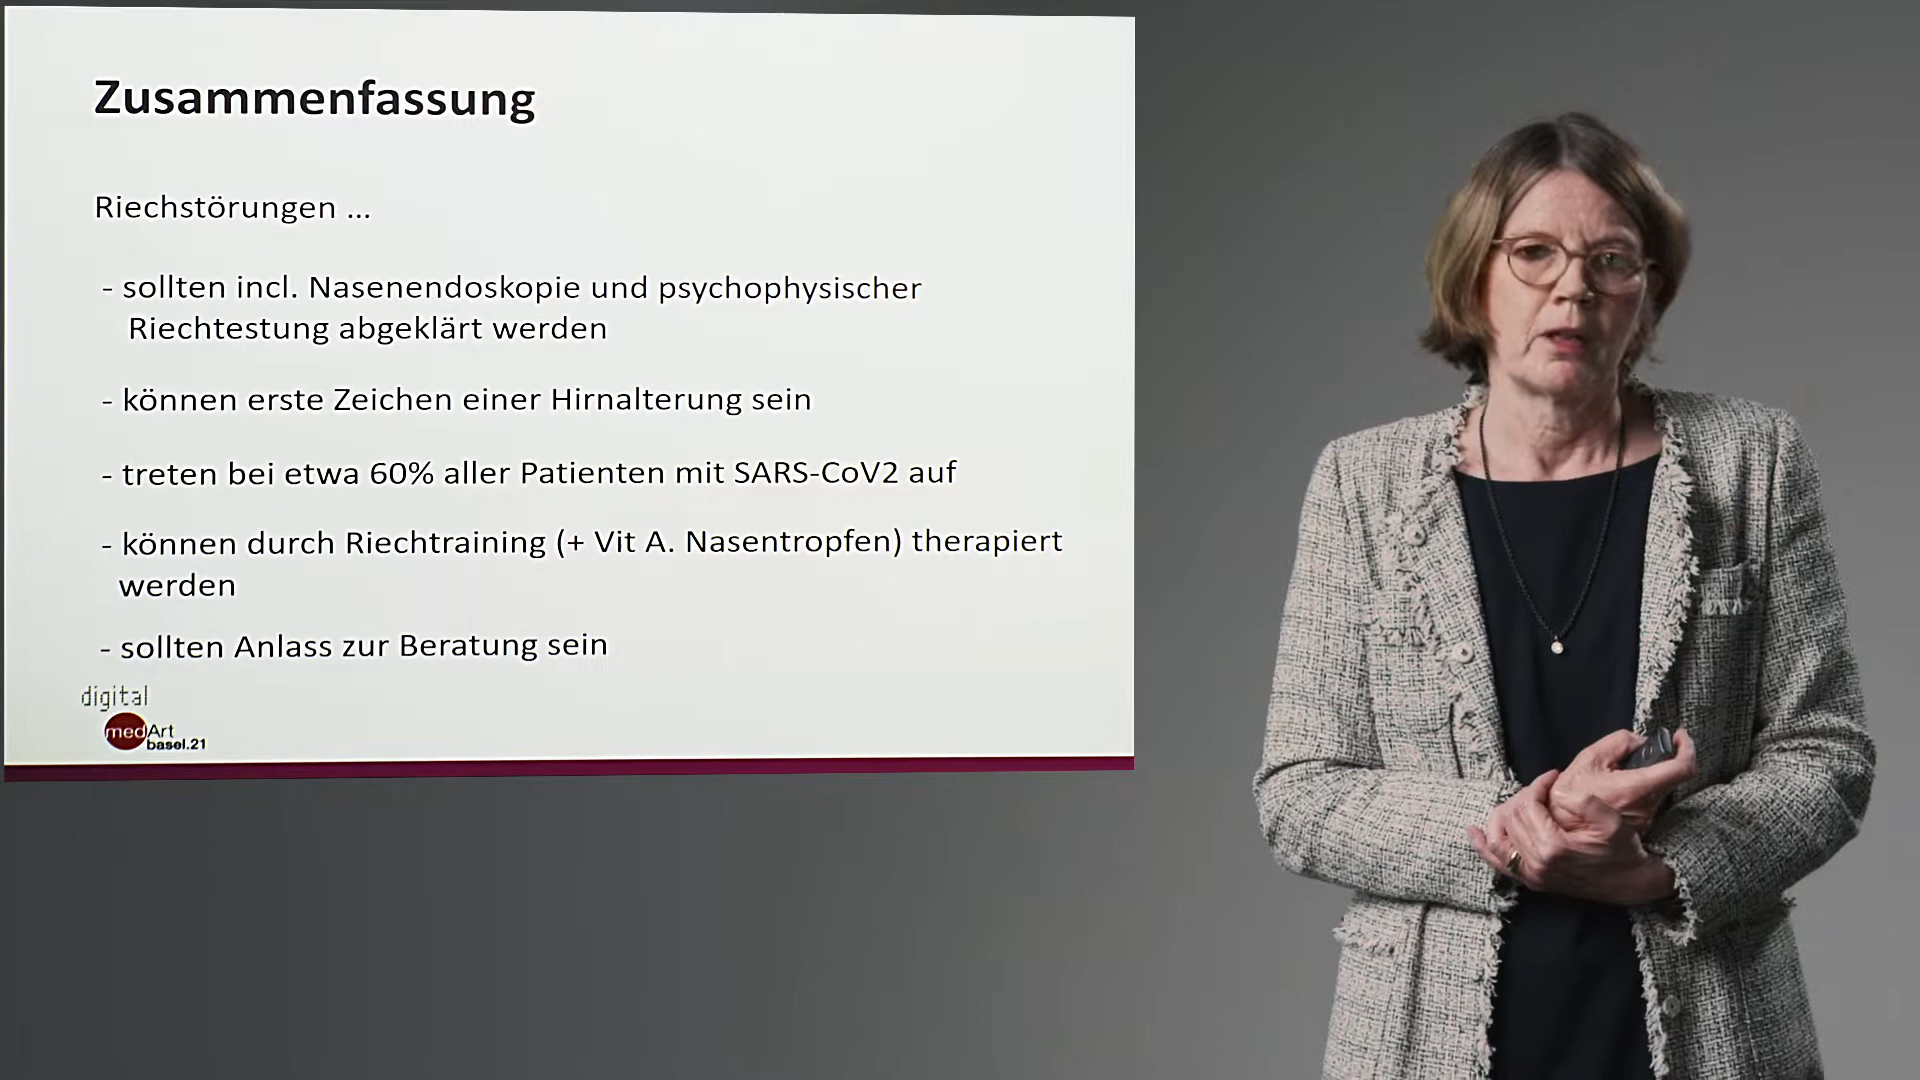 Zusammenfassung
Riechstörungen ...
- sollten incl. Nasenendoskopie und psychophysischer
Riechtestung abgeklärt werden
- können erste Zeichen einer Hirnalterung sein
- treten bei etwa 60% aller Patienten mit SARS-CoV2 auf
- können durch Riechtraining (+ Vit A. Nasentropfen) therapiert
werden
- sollten Anlass zur Beratung sein
digital
medArt
basel.21